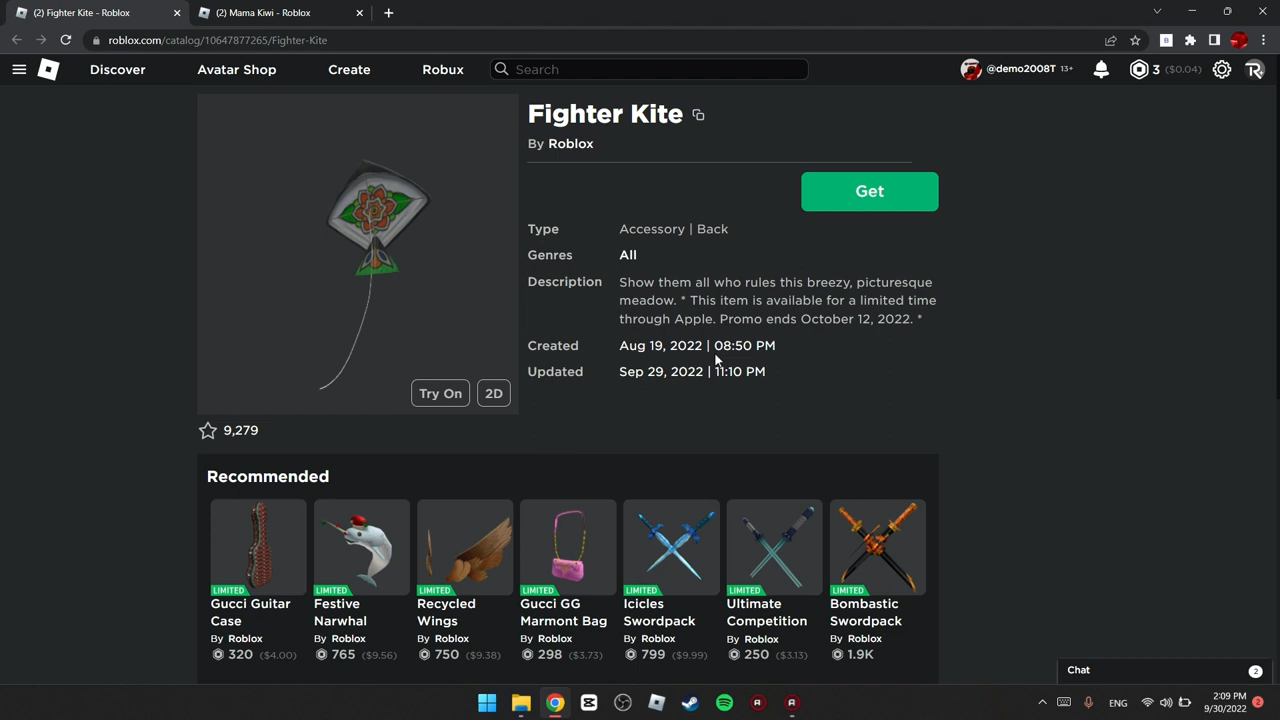 (2) Fighter Kite - Roblox
(2) Mama Kiwi - Roblox
roblox.com/catalog/10647877265/Fighter-Kite
B
Discover
Avatar Shop
Create
Robux
Search
@demo2008T 13+
3 ($0.04)
Fighter Kite
By Roblox
Get
Type
Accessory | Back
Genres
All
Description
Show them all who rules this breezy, picturesque
meadow. * This item is available for a limited time
through Apple. Promo ends October 12, 2022. *
Created
Aug 19, 2022 | 08:50 PM
Updated
Sep 29, 2022 | 11:10 PM
Try On
2D
9,279
Recommended
LIMITED
LIMITED
LIMITED
LIMITED
LIMITED
LIMITED
LIMITED
Gucci Guitar
Case
By Roblox
320 ($4.00)
Festive
Narwhal
By Roblox
765 ($9.56)
Recycled
Wings
By Roblox
750 ($9.38)
Gucci GG
Marmont Bag
By Roblox
298 ($3.73)
Icicles
Swordpack
By Roblox
799 ($9.99)
Ultimate
Competition
By Roblox
250 ($3.13)
Bombastic
Swordpack
By Roblox
1.9K
Chat
2
ENG
2:09 PM
9/30/2022
2